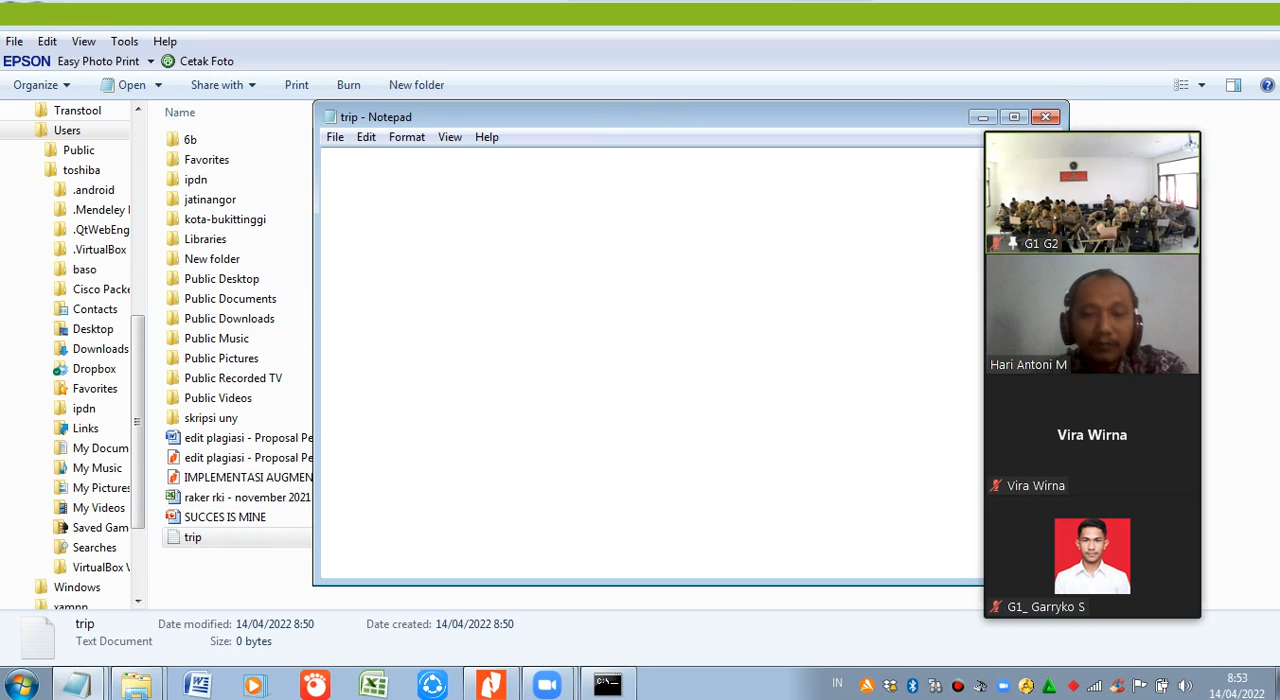 File Edit View Tools Help
EPSON Easy Photo Print Cetak Foto
Organize Open Share with Print Burn New folder
Transtool
Users
Public
toshiba
.android
.Mendeley
.QtWebEng
.VirtualBox
baso
Cisco Packe
Contacts
Desktop
Downloads
Dropbox
Favorites
ipdn
Links
My Docum
My Music
My Pictures
My Videos
Saved Gam
Searches
VirtualBox V
Windows
xampp
Name
6b
Favorites
ipdn
jatinangor
kota-bukittinggi
Libraries
New folder
Public Desktop
Public Documents
Public Downloads
Public Music
Public Pictures
Public Recorded TV
Public Videos
skripsi uny
edit plagiasi - Proposal Pe
edit plagiasi - Proposal Pe
IMPLEMENTASI AUGMEN
raker rki - november 2021
SUCCES IS MINE
trip
trip - Notepad
File Edit Format View Help
G1 G2
Hari Antoni M
Vira Wirna
Vira Wirna
G1_ Garryko S
trip Date modified: 14/04/2022 8:50 Date created: 14/04/2022 8:50
Text Document Size: 0 bytes
C:\.
IN
8:53
14/04/2022